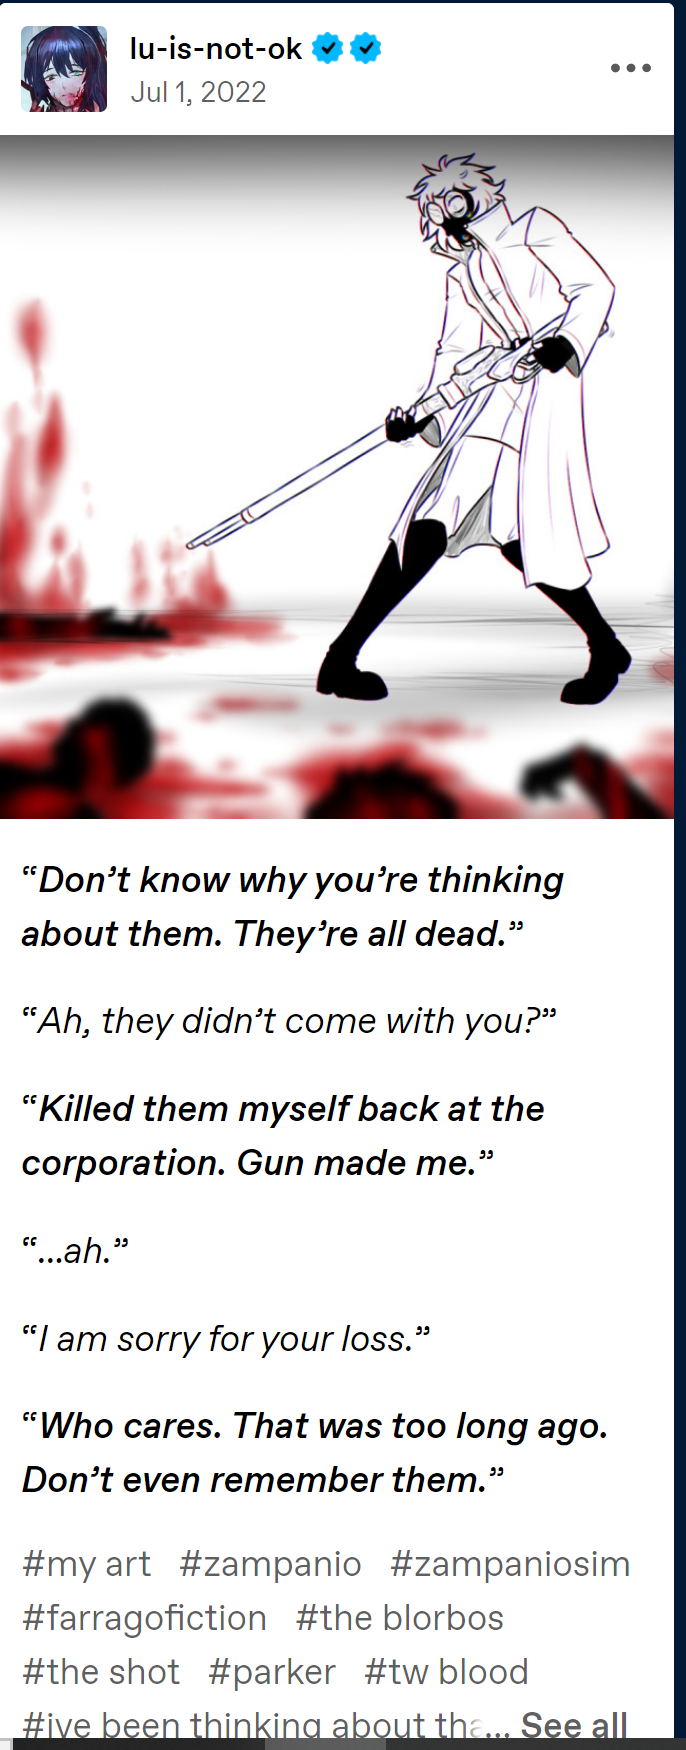 lu-is-not-ok
Jul 1, 2022
“Don’t know why you’re thinking
about them. They’re all dead.”
“Ah, they didn’t come with you?”
“Killed them myself back at the
corporation. Gun made me.”
“...ah.”
“I am sorry for your loss.”
“Who cares. That was too long ago.
Don’t even remember them.”
#my art #zampanio #zampaniosim
#farragofiction #the blorbos
#the shot #parker #tw blood
#ive been thinking about tha... See all